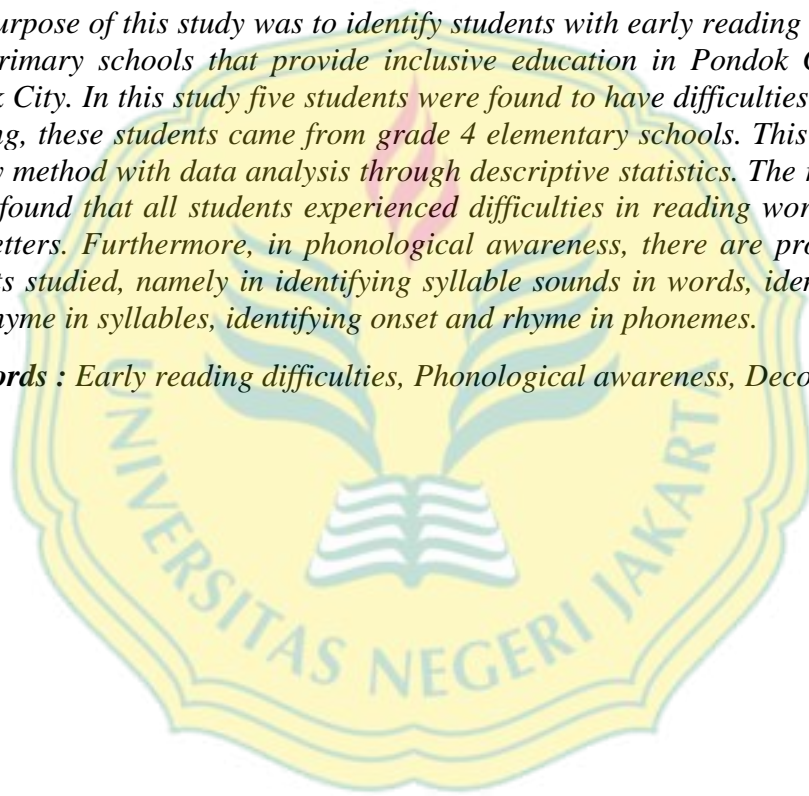 urpose of this study was to identify students with early reading
rimary schools that provide inclusive education in Pondok
k City. In this study five students were found to have difficulties
ng, these students came from grade 4 elementary schools. This
y method with data analysis through descriptive statistics. The
found that all students experienced difficulties in reading wor
etters. Furthermore, in phonological awareness, there are pro
ts studied, namely in identifying syllable sounds in words, iden
hyme in syllables, identifying onset and rhyme in phonemes.
ords : Early reading difficulties, Phonological awareness, Deco
UNIVERSITAS NEGERI JAKARTA